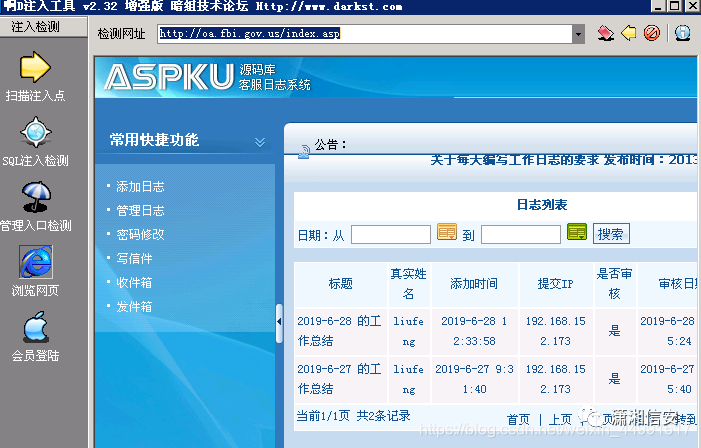 啊D注入工具 v2.32 增强版 暗组技术论坛 Http://www.darkst.com
注入检测
检测网址
http://oa.fbi.gov.us/index.asp
扫描注入点
SQL注入检测
管理入口检测
浏览网页
会员登陆
ASPKU 源码库
客服日志系统
常用快捷功能
添加日志
管理日志
密码修改
写信件
收件箱
发件箱
公告：
关于每天编写工作日志的要求 发布时间：2013
日志列表
日期：从 到 搜索
标题 真实姓名 添加时间 提交IP 是否审核 审核日期
2019-6-28 的工作总结 liufeng 2019-6-28 12:33:58 192.168.152.173 是 2019-6-28 5:24
2019-6-27 的工作总结 liufeng 2019-6-27 9:31:40 192.168.152.173 是 2019-6-27 5:40
当前1/1页 共2条记录
首页 | 上页 页 转到
潇湘信安